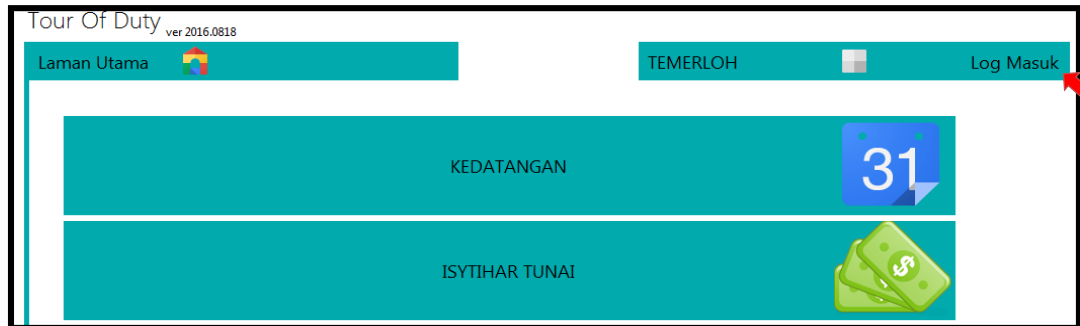 Tour Of Duty ver 2016.0818
Laman Utama TEMERLOH Log Masuk
KEDATANGAN
31
ISYTIHAR TUNAI
$